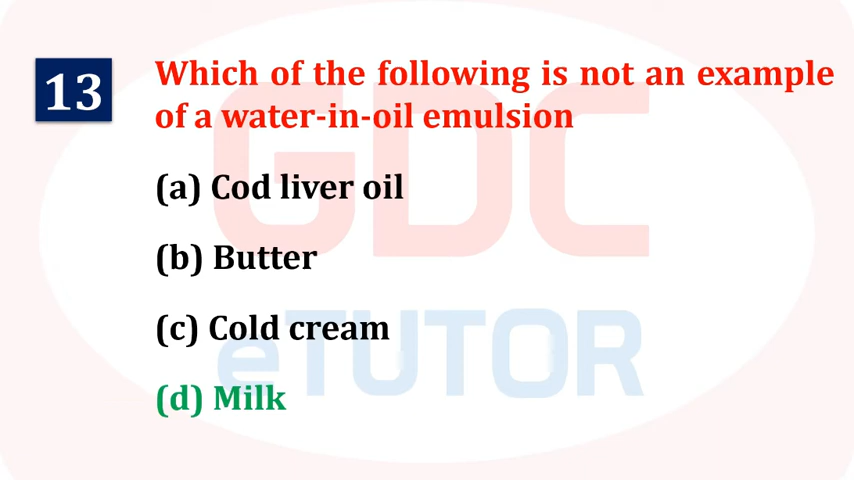 13
Which of the following is not an example
of a water-in-oil emulsion
(a) Cod liver oil
(b) Butter
(c) Cold cream
(d) Milk
GDC
eTUTOR